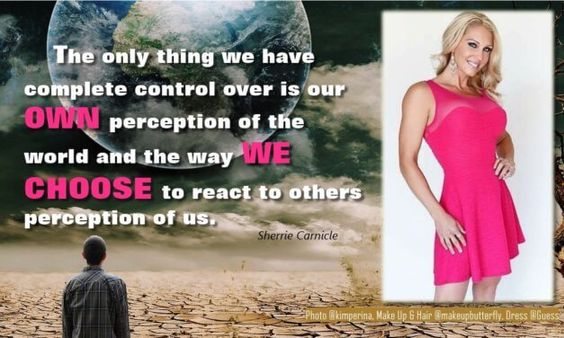 The only thing we have
complete control over is our
OWN perception of the
world and the way WE
CHOOSE to react to others
perception of us.
Sherrie Carnicle
Photo @kimperina, Make Up & Hair @makeupbutterfly, Dress @Guess